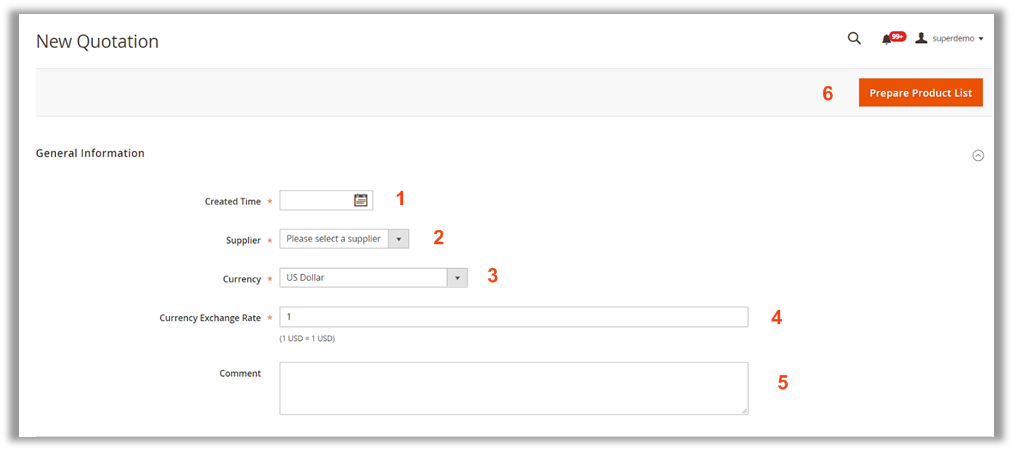 New Quotation
99+ superdemo
6 Prepare Product List
General Information
Created Time * 1
Supplier * Please select a supplier 2
Currency * US Dollar 3
Currency Exchange Rate * 1 4
(1 USD = 1 USD)
Comment 5